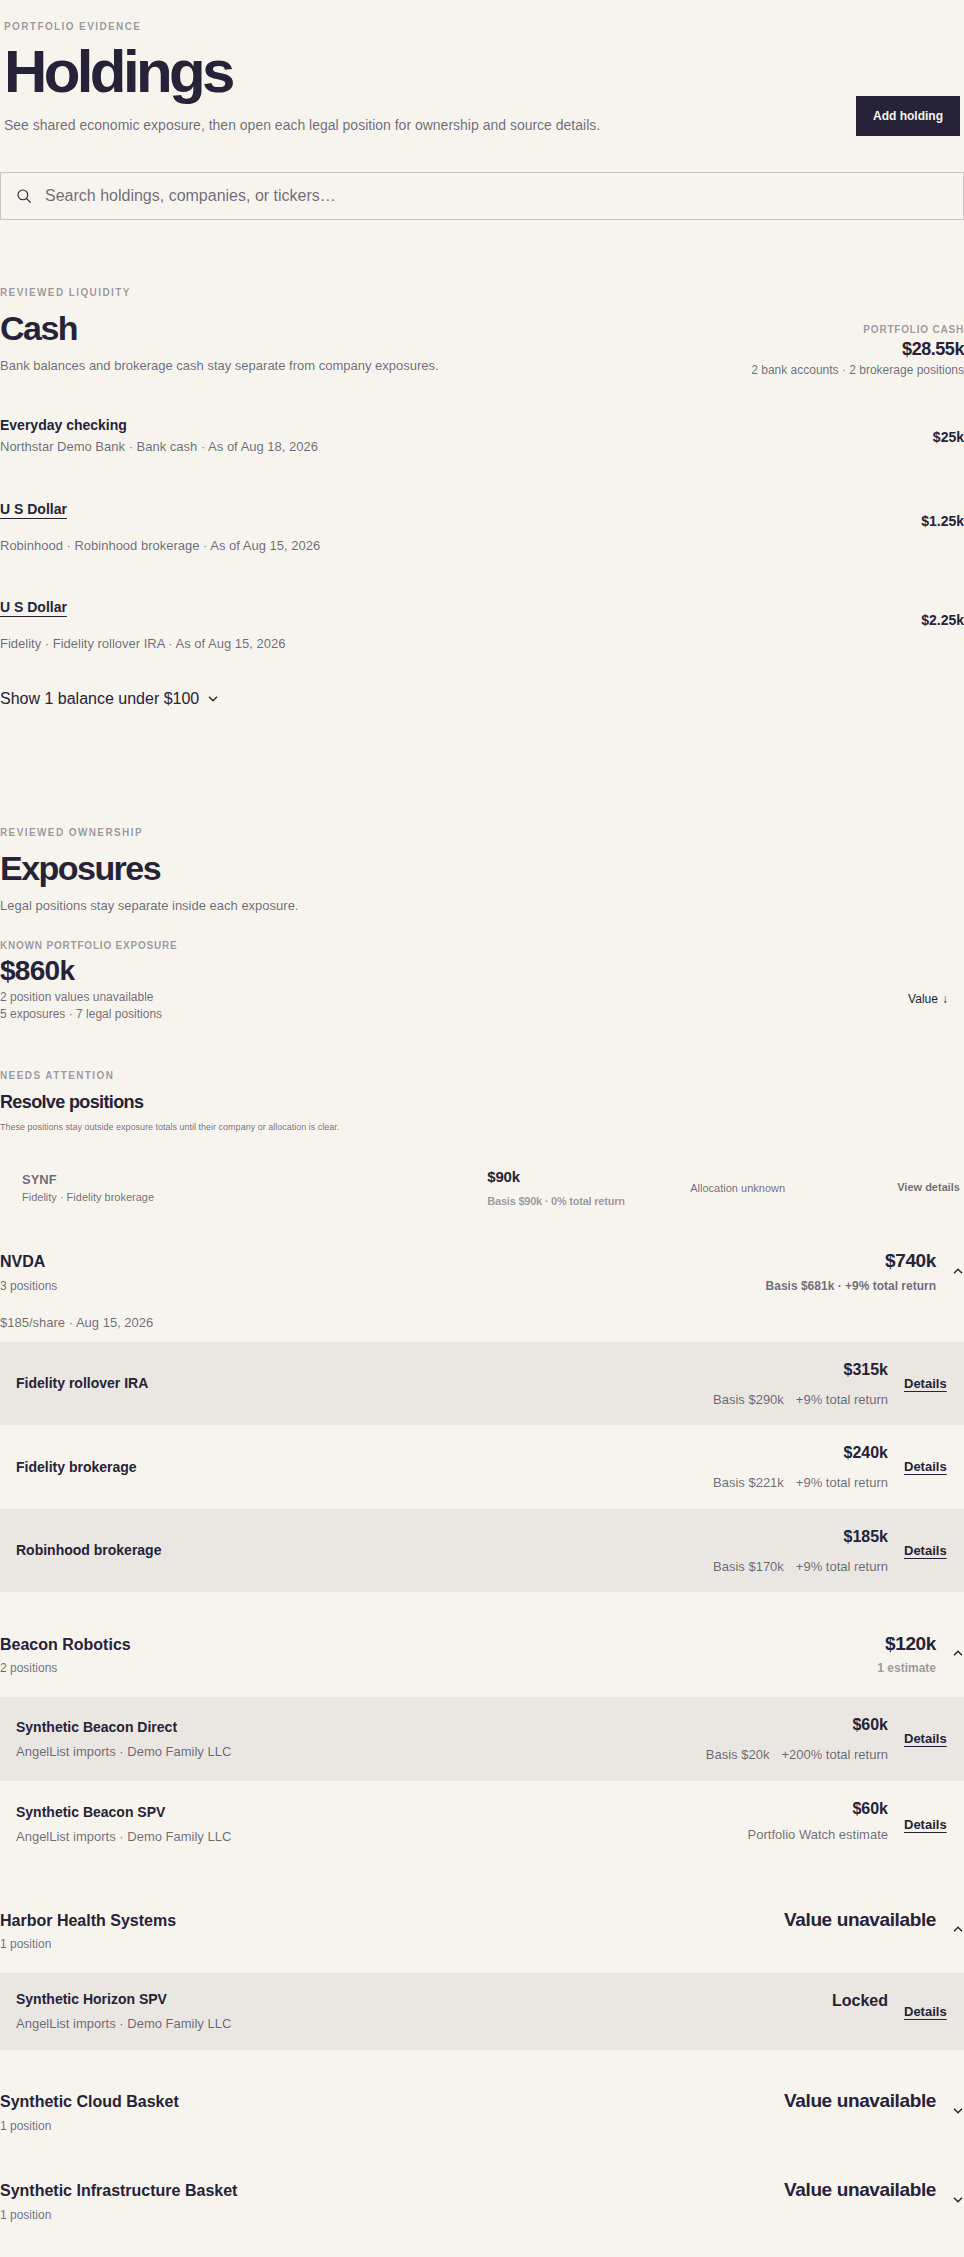 PORTFOLIO EVIDENCE
Holdings
See shared economic exposure, then open each legal position for ownership and source details.
Add holding
Search holdings, companies, or tickers…
REVIEWED LIQUIDITY
Cash
Bank balances and brokerage cash stay separate from company exposures.
PORTFOLIO CASH
$28.55k
2 bank accounts · 2 brokerage positions
Everyday checking
Northstar Demo Bank · Bank cash · As of Aug 18, 2026
$25k
U S Dollar
Robinhood · Robinhood brokerage · As of Aug 15, 2026
$1.25k
U S Dollar
Fidelity · Fidelity rollover IRA · As of Aug 15, 2026
$2.25k
Show 1 balance under $100
REVIEWED OWNERSHIP
Exposures
Legal positions stay separate inside each exposure.
KNOWN PORTFOLIO EXPOSURE
$860k
2 position values unavailable
5 exposures · 7 legal positions
Value ↓
NEEDS ATTENTION
Resolve positions
These positions stay outside exposure totals until their company or allocation is clear.
SYNF
Fidelity · Fidelity brokerage
$90k
Basis $90k · 0% total return
Allocation unknown
View details
NVDA
3 positions
$740k
Basis $681k · +9% total return
$185/share · Aug 15, 2026
Fidelity rollover IRA
$315k
Basis $290k +9% total return
Details
Fidelity brokerage
$240k
Basis $221k +9% total return
Details
Robinhood brokerage
$185k
Basis $170k +9% total return
Details
Beacon Robotics
2 positions
$120k
1 estimate
Synthetic Beacon Direct
AngelList imports · Demo Family LLC
$60k
Basis $20k +200% total return
Details
Synthetic Beacon SPV
AngelList imports · Demo Family LLC
$60k
Portfolio Watch estimate
Details
Harbor Health Systems
1 position
Value unavailable
Synthetic Horizon SPV
AngelList imports · Demo Family LLC
Locked
Details
Synthetic Cloud Basket
1 position
Value unavailable
Synthetic Infrastructure Basket
1 position
Value unavailable